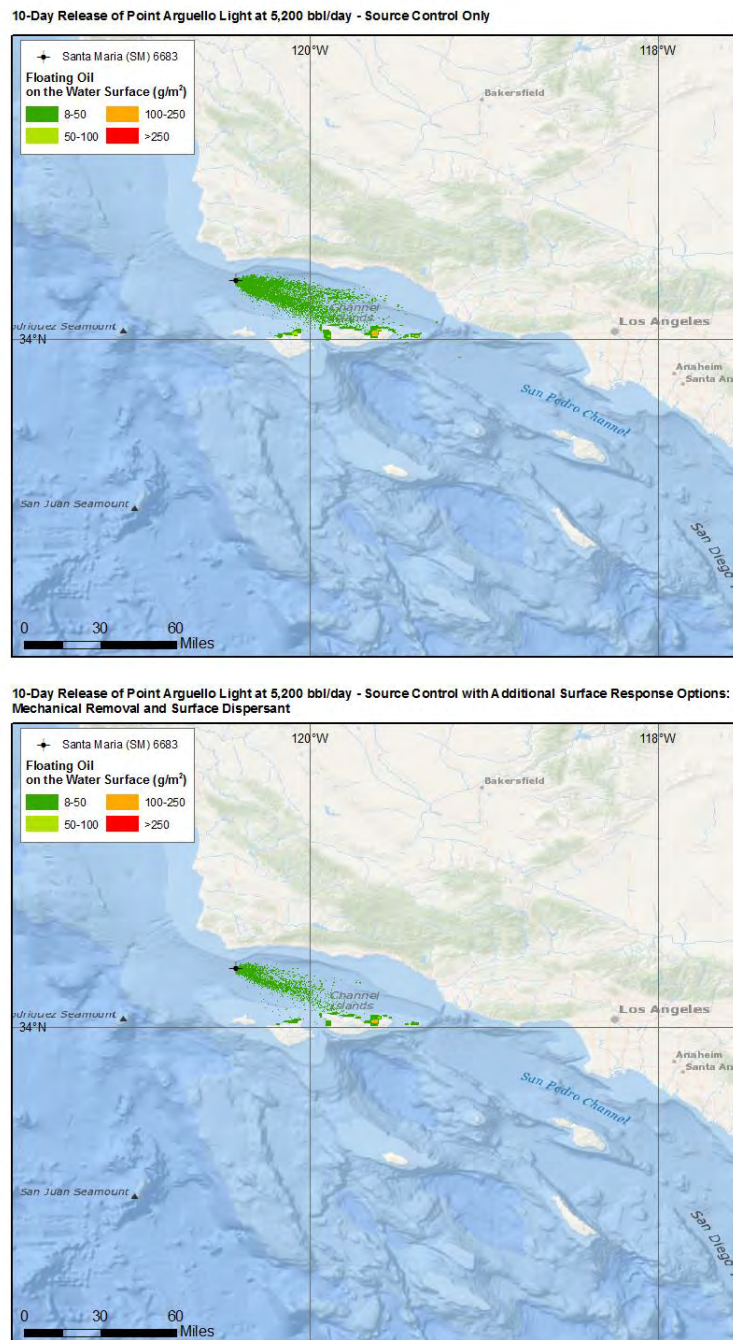 10-Day Release of Point Arguello Light at 5,200 bbl/day - Source Control Only
Santa Maria (SM) 6683
Floating Oil
on the Water Surface (g/m²)
8-50
100-250
50-100
>250
120°W
118°W
Bakersfield
Channel
Islands
Los Angeles
34°N
Anaheim
Santa An
San Pedro Channel
San Juan Seamount
San Diego
0 30 60
Miles
10-Day Release of Point Arguello Light at 5,200 bbl/day - Source Control with Additional Surface Response Options:
Mechanical Removal and Surface Dispersant
Santa Maria (SM) 6683
Floating Oil
on the Water Surface (g/m²)
8-50
100-250
50-100
>250
120°W
118°W
Bakersfield
Channel
Islands
odriguez Seamount
Los Angeles
34°N
Anaheim
Santa An
San Pedro Channel
San Juan Seamount
San Diego
0 30 60
Miles